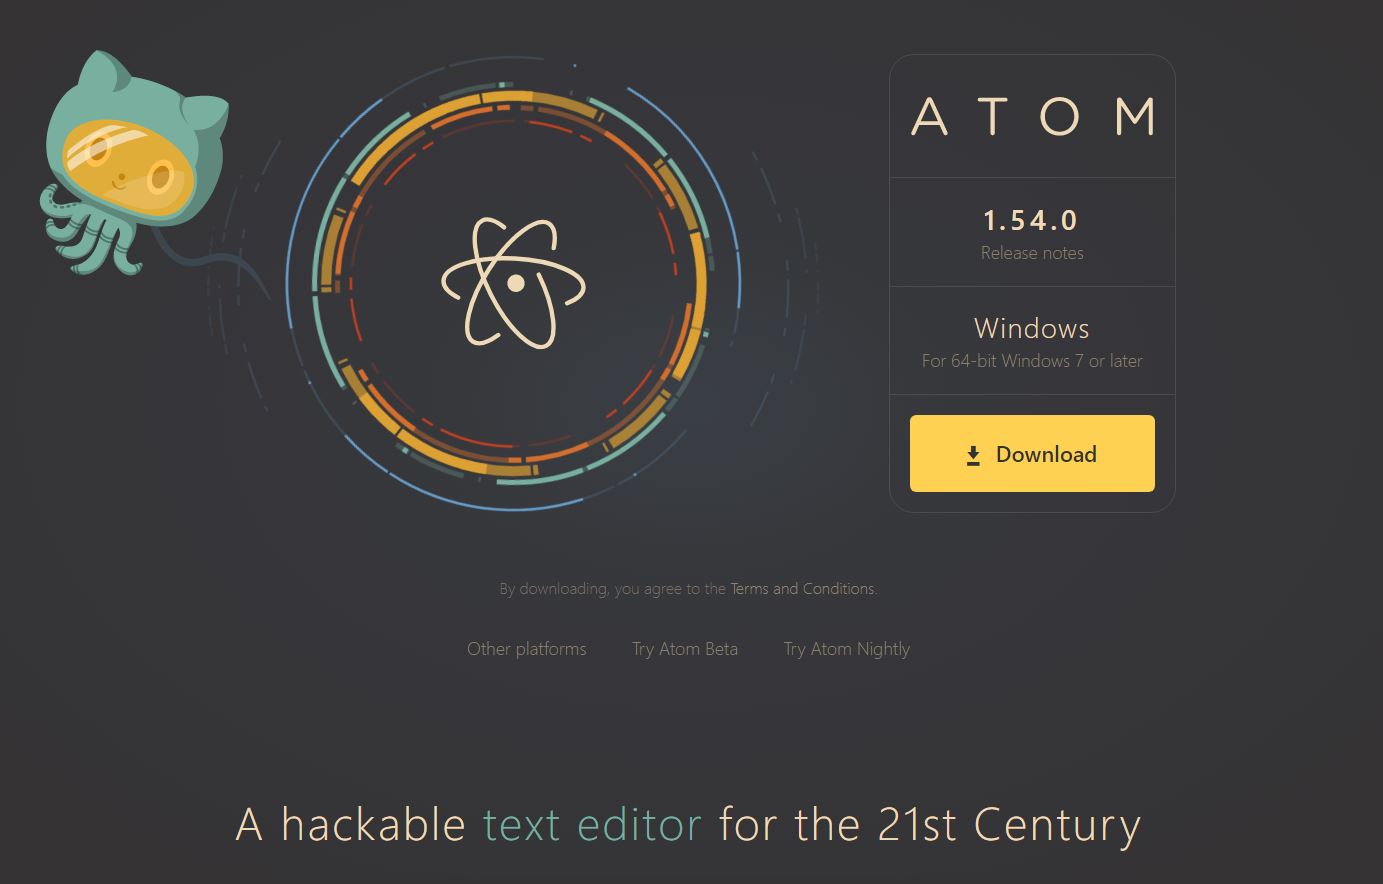 ATOM
1.54.0
Release notes
Windows
For 64-bit Windows 7 or later
Download
By downloading, you agree to the Terms and Conditions.
Other platforms Try Atom Beta Try Atom Nightly
A hackable text editor for the 21st Century